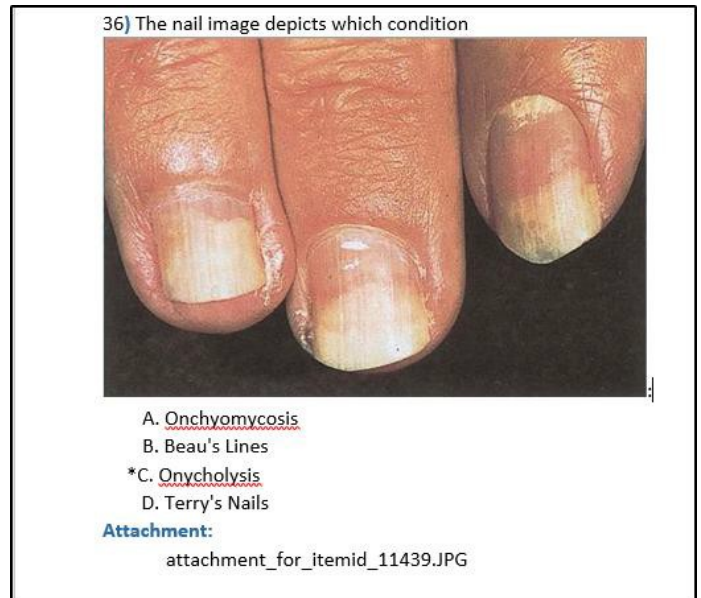 36) The nail image depicts which condition
:
A. Onchyomycosis
B. Beau's Lines
*C. Onycholysis
D. Terry's Nails
Attachment:
attachment_for_itemid_11439.JPG